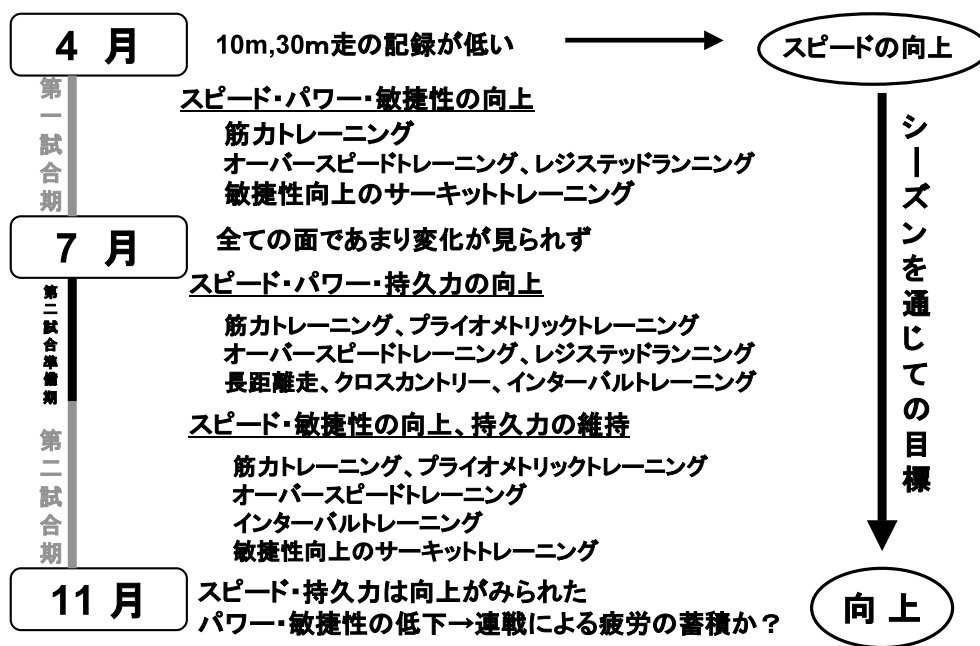 4 月
10m,30m走の記録が低い
スピードの向上
第一試合期
スピード・パワー・敏捷性の向上
筋力トレーニング
オーバースピードトレーニング、レジステッドランニング
敏捷性向上のサーキットトレーニング
シーズンを通じての目標
7 月
全ての面であまり変化が見られず
第二試合準備期
スピード・パワー・持久力の向上
筋力トレーニング、プライオメトリックトレーニング
オーバースピードトレーニング、レジステッドランニング
長距離走、クロスカントリー、インターバルトレーニング
第二試合期
スピード・敏捷性の向上、持久力の維持
筋力トレーニング、プライオメトリックトレーニング
オーバースピードトレーニング
インターバルトレーニング
敏捷性向上のサーキットトレーニング
11 月
スピード・持久力は向上がみられた
パワー・敏捷性の低下→連戦による疲労の蓄積か？
向 上